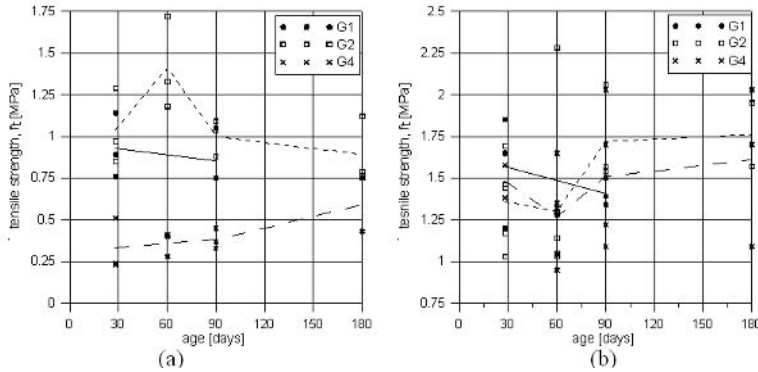 1.75
1.5
1.25
1
0.75
0.5
0.25
0
tensile strength, ft [MPa]
G1
G2
G4
0 30 60 90 120 150 180
age [days]
(a)
2.5
2.25
2
1.75
1.5
1.25
1
0.75
tesnile strength, ft [MPa]
G1
G2
G4
0 30 60 90 120 150 180
age [days]
(b)